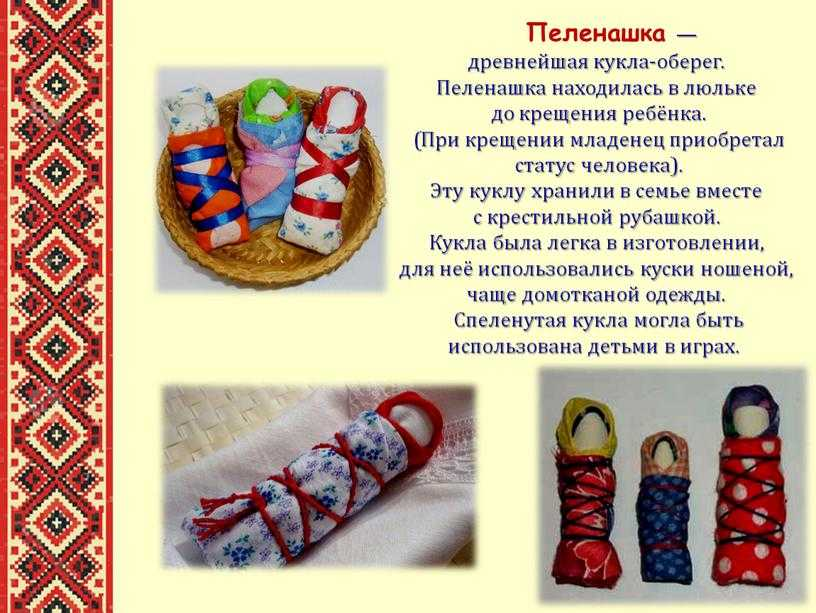 Пеленашка —
древнейшая кукла-оберег.
Пеленашка находилась в люльке
до крещения ребёнка.
(При крещении младенец приобретал
статус человека).
Эту куклу хранили в семье вместе
с крестильной рубашкой.
Кукла была легка в изготовлении,
для неё использовались куски ношеной,
чаще домотканой одежды.
Спеленутая кукла могла быть
использована детьми в играх.